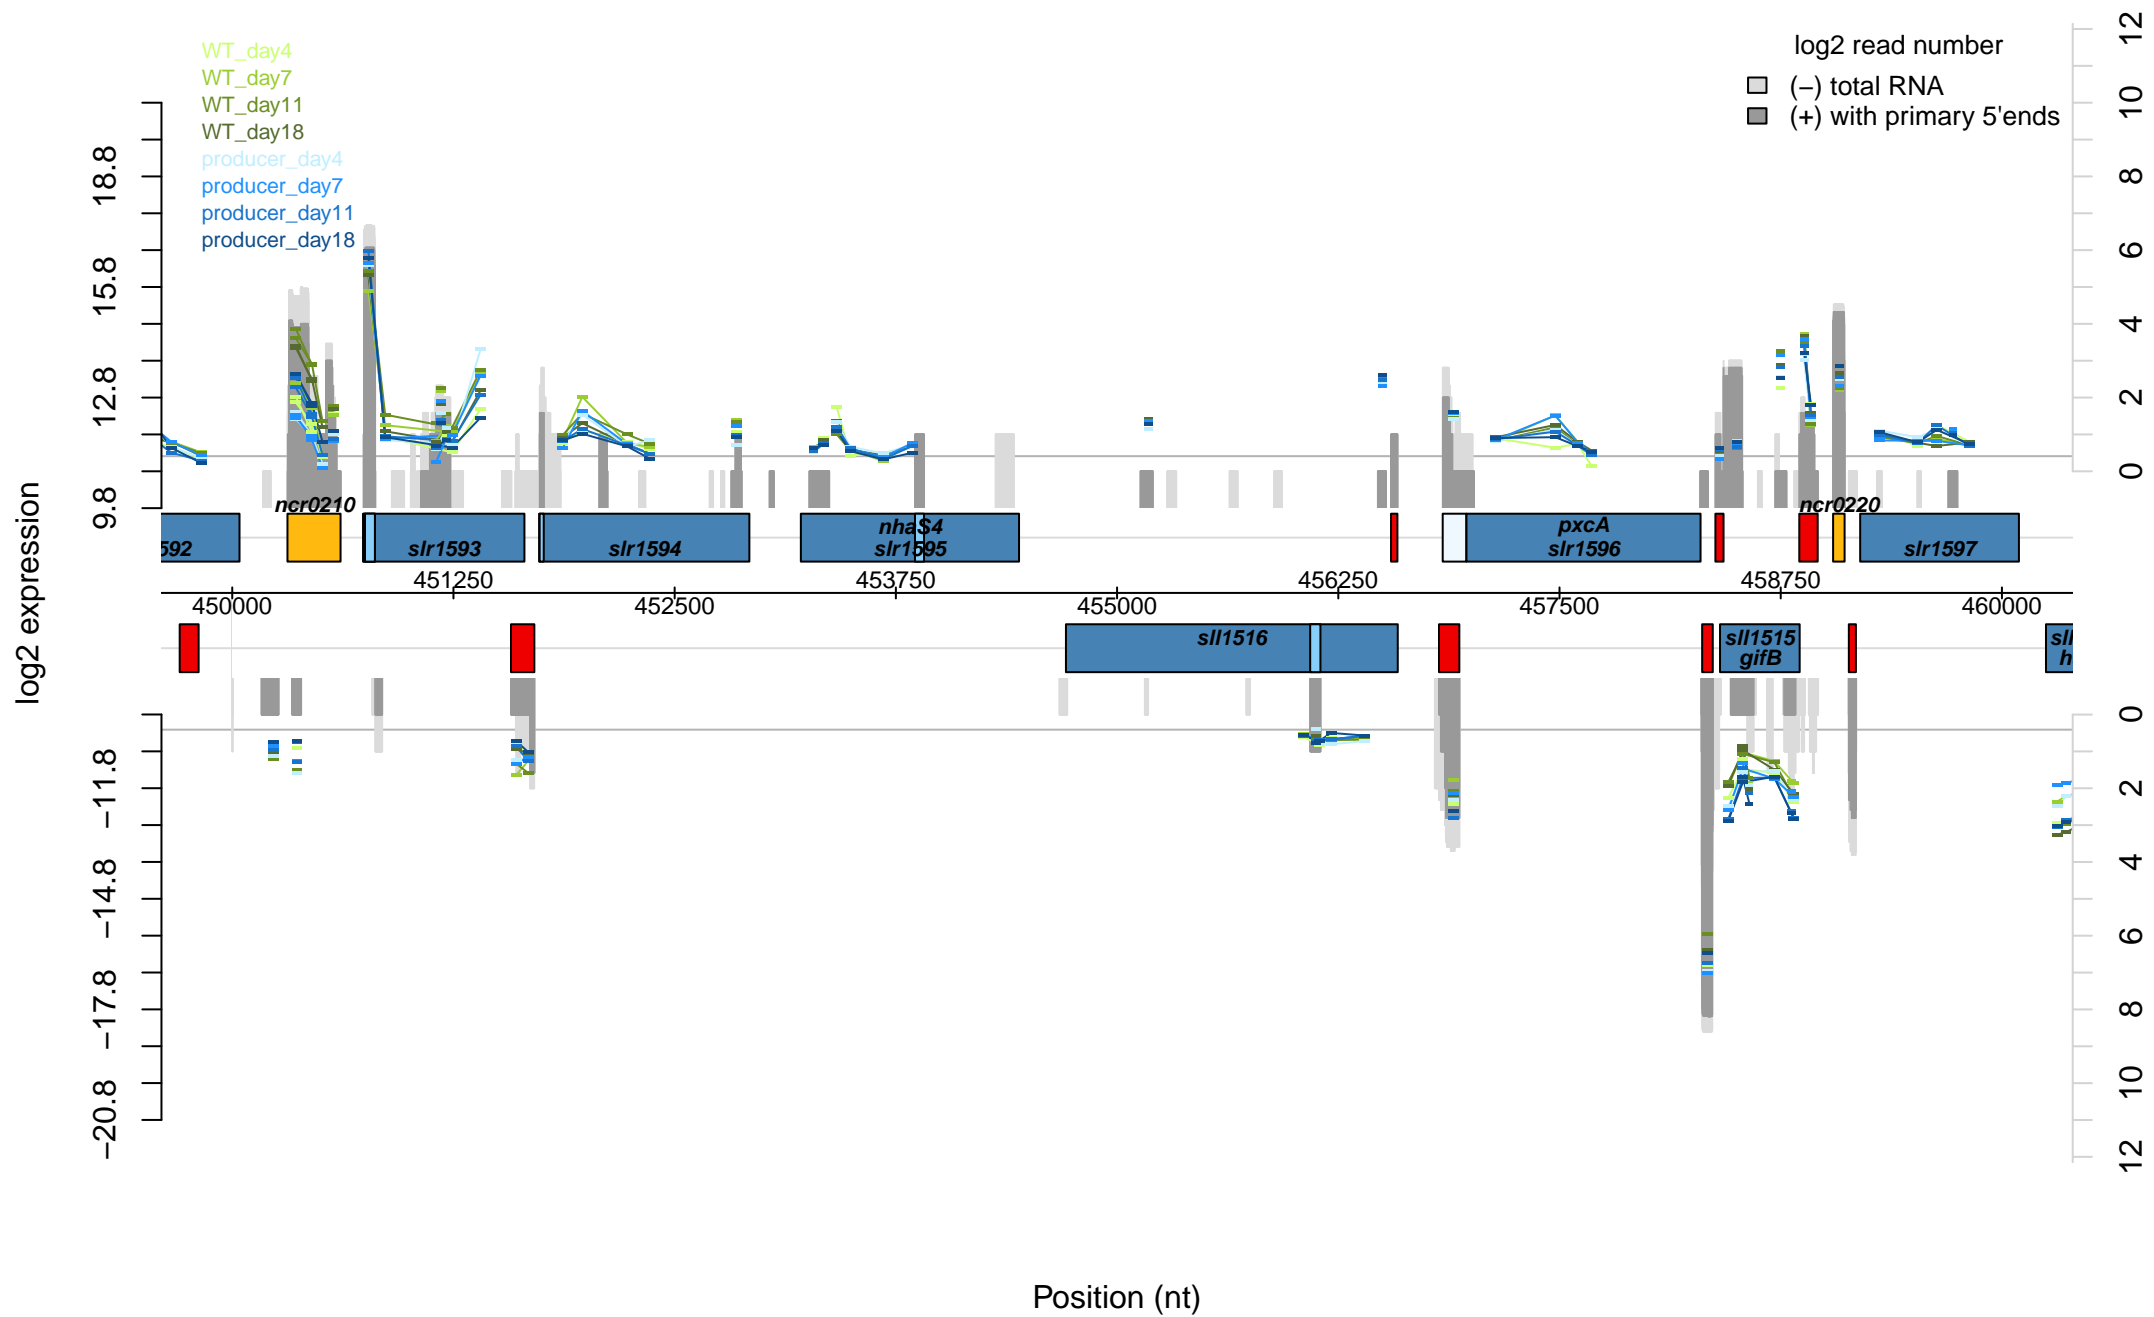 WT_day4
WT_day7
WT_day11
WT_day18
producer_day4
producer_day7
producer_day11
producer_day18
log2 read number
(–) total RNA
(+) with primary 5'ends
log2 expression
18.8
15.8
12.8
9.8
12
10
8
6
4
2
0
ncr0210
ncr0220
nhaS4
pxcA
592
slr1593
slr1594
slr1595
slr1596
slr1597
451250
453750
456250
458750
450000
452500
455000
457500
460000
sll1516
sll1515
gifB
sll
h
−11.8
−14.8
−17.8
−20.8
0
2
4
6
8
10
12
Position (nt)